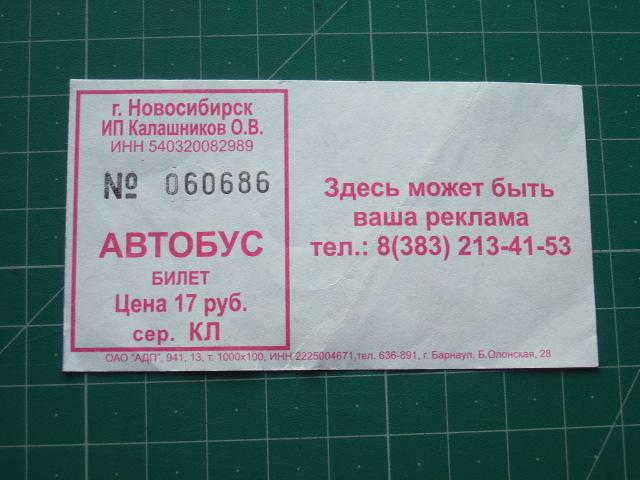 г. Новосибирск
ИП Калашников О.В.
ИНН 540320082989
№ 060686
АВТОБУС
БИЛЕТ
Цена 17 руб.
сер. КЛ
Здесь может быть
ваша реклама
тел.: 8(383) 213-41-53
ОАО "АДП", 941, 13, т. 1000x100, ИНН 2225004671,тел. 636-891, г. Барнаул, Б.Олонская, 28